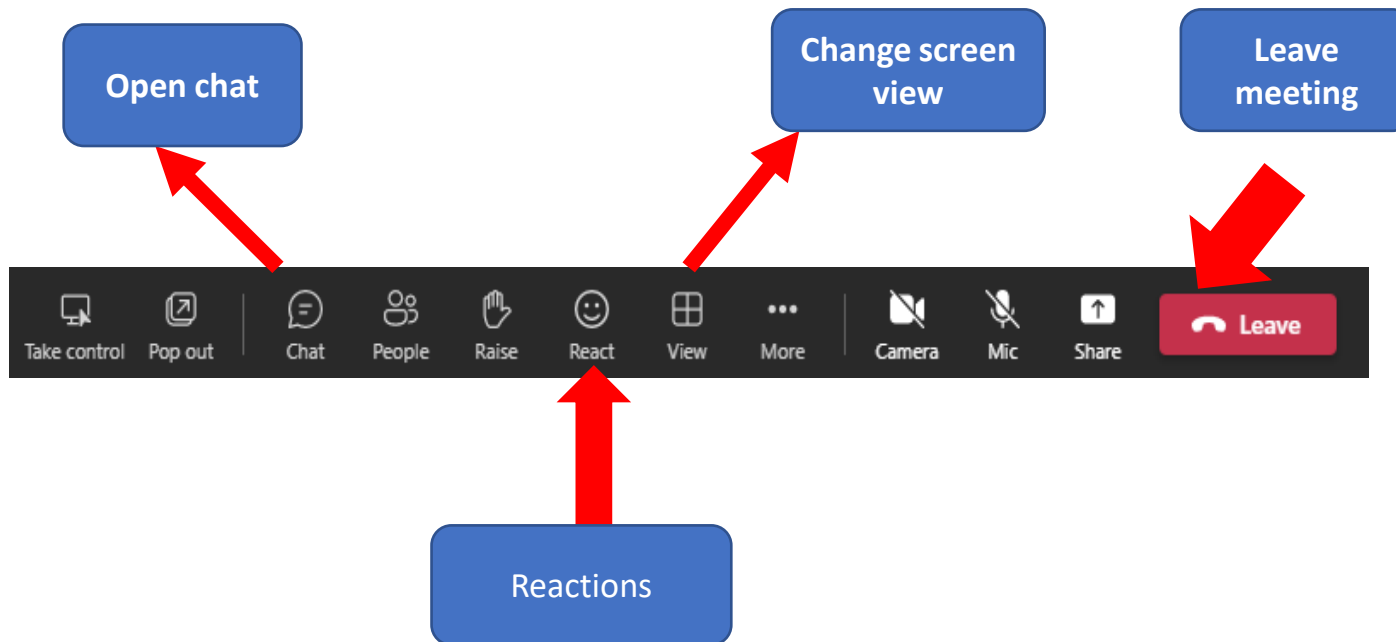 Open chat
Change screen
view
Leave
meeting
Take control Pop out Chat People Raise React View More Camera Mic Share Leave
Reactions